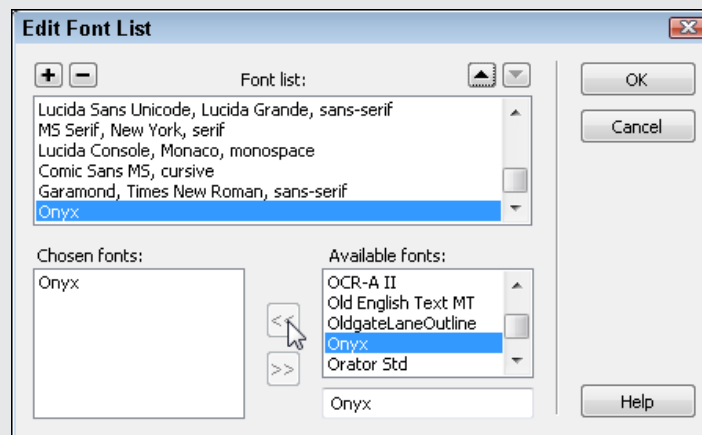 Edit Font List
Font list:
Lucida Sans Unicode, Lucida Grande, sans-serif
MS Serif, New York, serif
Lucida Console, Monaco, monospace
Comic Sans MS, cursive
Garamond, Times New Roman, sans-serif
Onyx
OK
Cancel
Chosen fonts:
Onyx
<<
>>
Available fonts:
OCR-A II
Old English Text MT
OldgateLaneOutline
Onyx
Orator Std
Onyx
Help